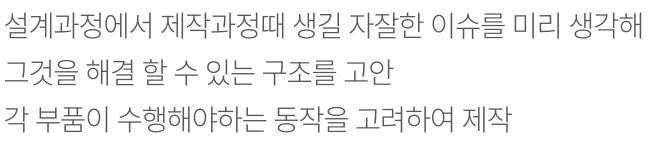 설계과정에서 제작과정때 생길 자잘한 이슈를 미리 생각해
그것을 해결 할 수 있는 구조를 고안
각 부품이 수행해야하는 동작을 고려하여 제작